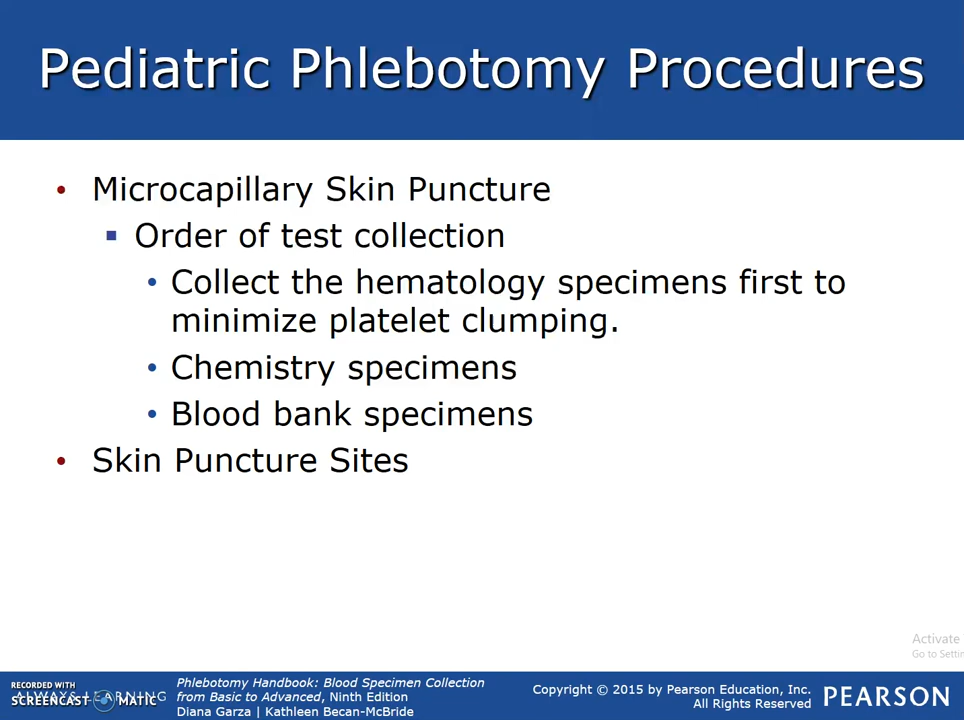 Pediatric Phlebotomy Procedures
• Microcapillary Skin Puncture
▪ Order of test collection
• Collect the hematology specimens first to
minimize platelet clumping.
• Chemistry specimens
• Blood bank specimens
• Skin Puncture Sites
Activate
Go to Settin
RECORDED WITH
SCREENCAST MATIC
ALWAYS LEARNING
Phlebotomy Handbook: Blood Specimen Collection
from Basic to Advanced, Ninth Edition
Diana Garza | Kathleen Becan-McBride
Copyright © 2015 by Pearson Education, Inc.
All Rights Reserved
PEARSON